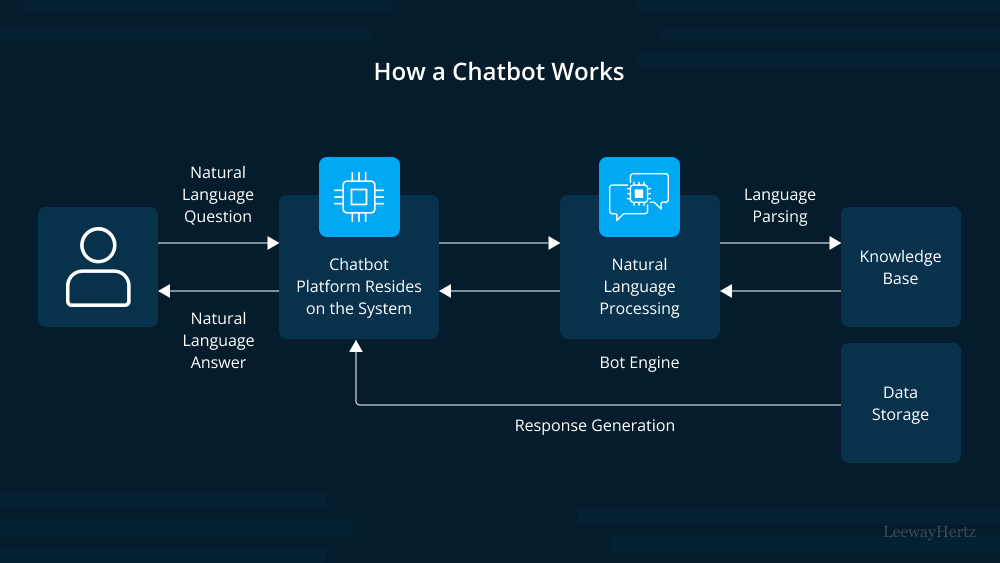 How a Chatbot Works
Natural
Language
Question
Natural
Language
Answer
Chatbot
Platform Resides
on the System
Natural
Language
Processing
Bot Engine
Language
Parsing
Knowledge
Base
Data
Storage
Response Generation
LeewayHertz